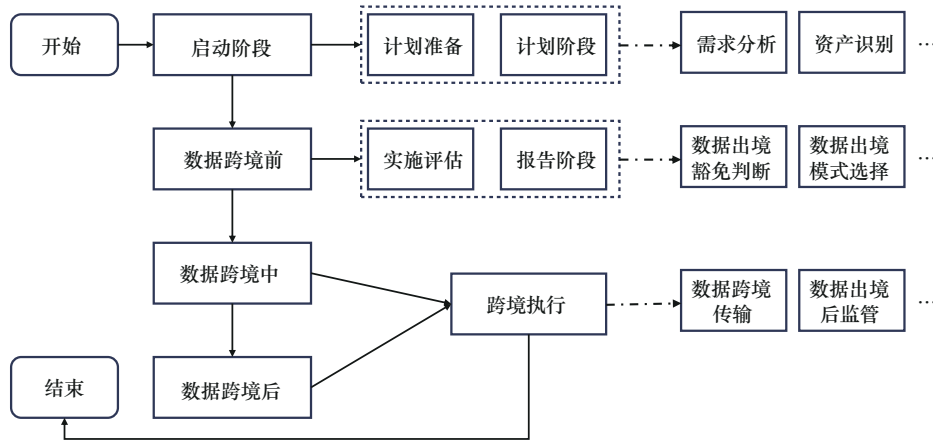 开始
启动阶段
计划准备
计划阶段
需求分析
资产识别
···
数据跨境前
实施评估
报告阶段
数据出境
豁免判断
数据出境
模式选择
···
数据跨境中
跨境执行
数据跨境
传输
数据出境
后监管
···
结束
数据跨境后